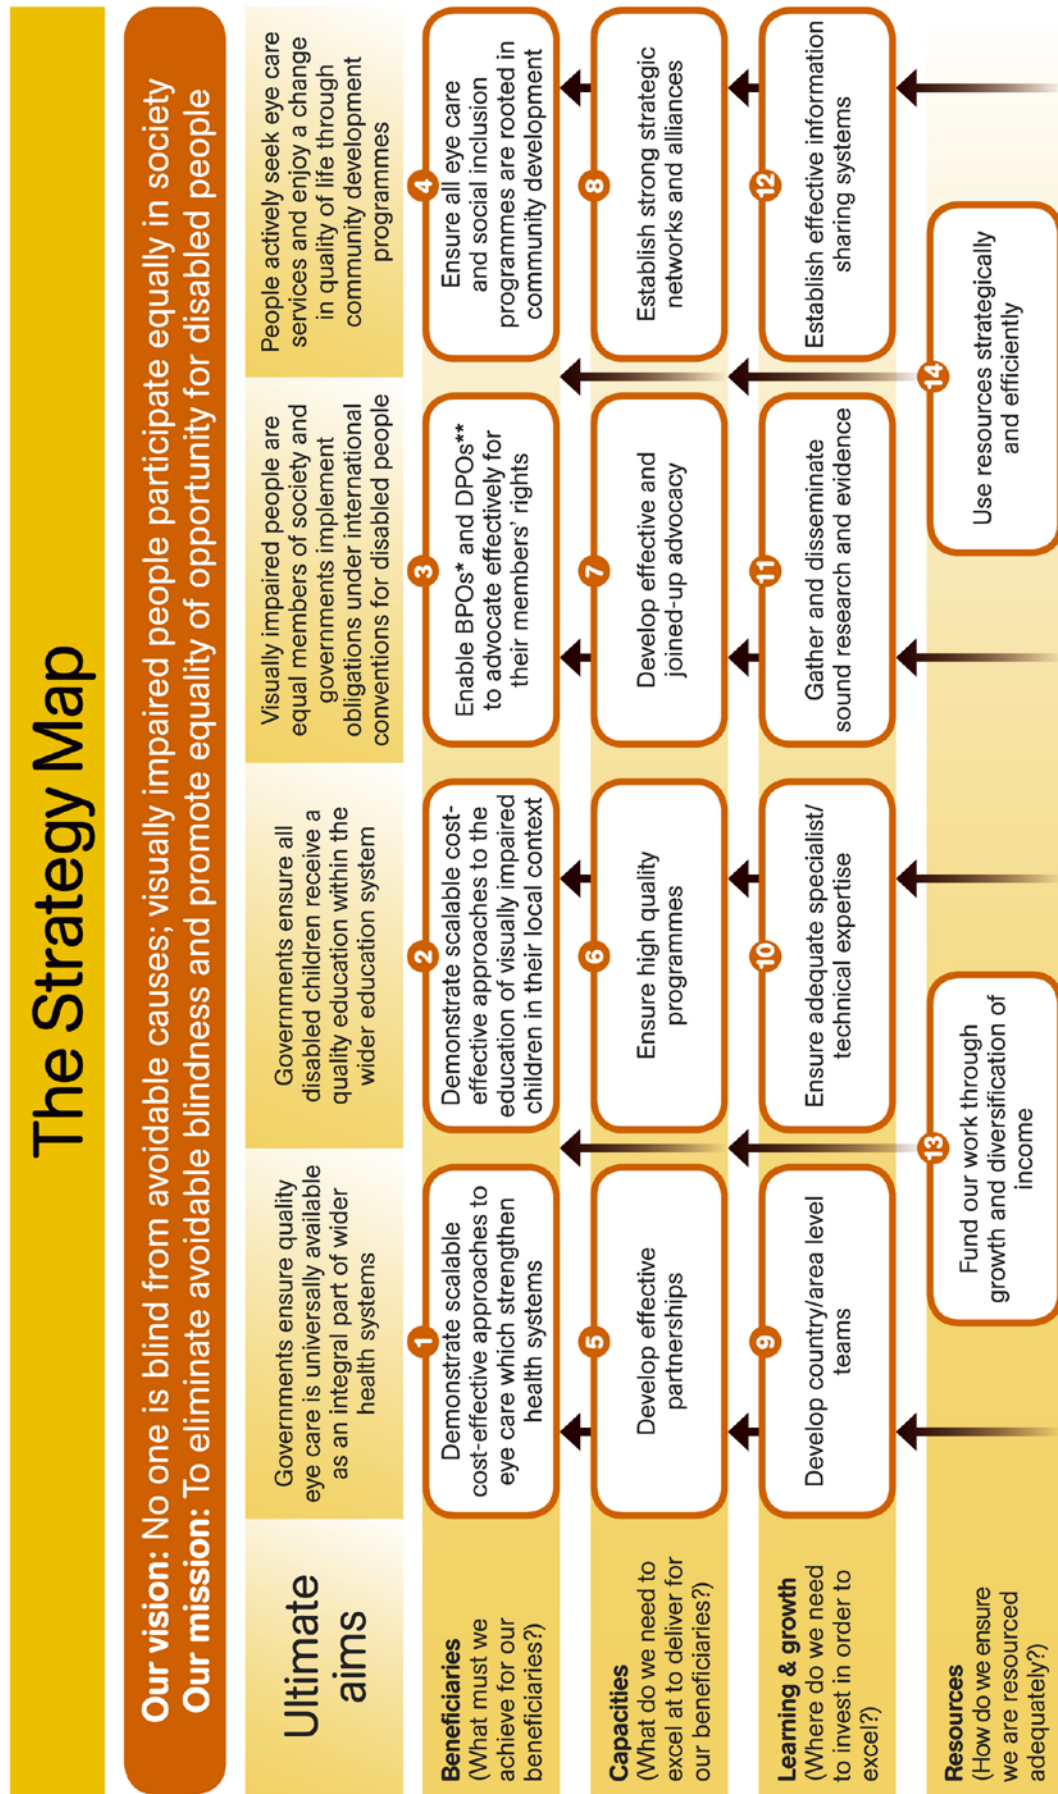 The Strategy Map
Our vision: No one is blind from avoidable causes; visually impaired people participate equally in society
Our mission: To eliminate avoidable blindness and promote equality of opportunity for disabled people
Ultimate
aims
Governments ensure quality
eye care is universally available
as an integral part of wider
health systems
Governments ensure all
disabled children receive a
quality education within the
wider education system
Visually impaired people are
equal members of society and
governments implement
obligations under international
conventions for disabled people
People actively seek eye care
services and enjoy a change
in quality of life through
community development
programmes
Beneficiaries
(What must we
achieve for our
beneficiaries?)
1
Demonstrate scalable
cost-effective approaches to
eye care which strengthen
health systems
2
Demonstrate scalable cost-
effective approaches to the
education of visually impaired
children in their local context
3
Enable BPOs* and DPOs**
to advocate effectively for
their members' rights
4
Ensure all eye care
and social inclusion
programmes are rooted in
community development
Capacities
(What do we need to
excel at to deliver for
our beneficiaries?)
5
Develop effective
partnerships
6
Ensure high quality
programmes
7
Develop effective and
joined-up advocacy
8
Establish strong strategic
networks and alliances
Learning & growth
(Where do we need
to invest in order to
excel?)
9
Develop country/area level
teams
10
Ensure adequate specialist/
technical expertise
11
Gather and disseminate
sound research and evidence
12
Establish effective information
sharing systems
Resources
(How do we ensure
we are resourced
adequately?)
13
Fund our work through
growth and diversification of
income
14
Use resources strategically
and efficiently